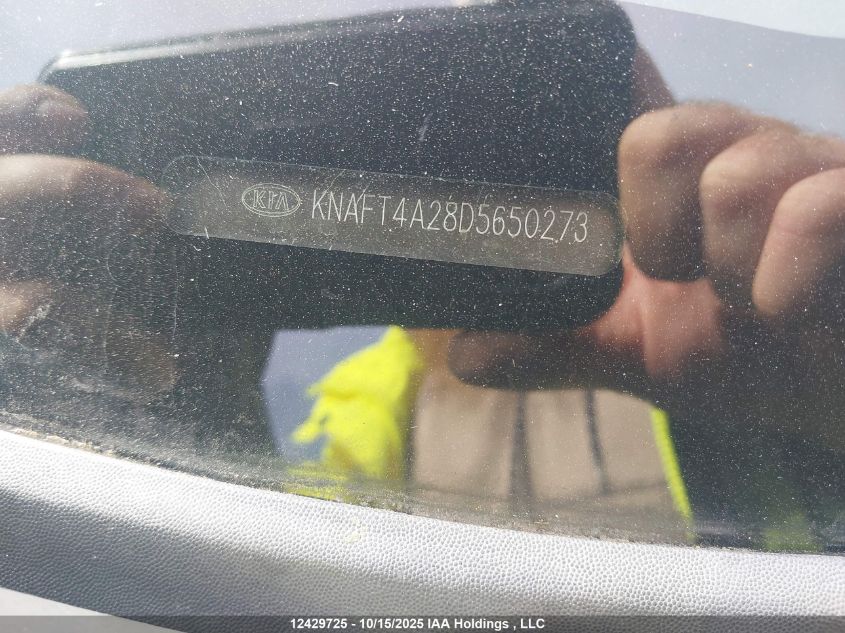 KIA KNAFT4A28D5650273
12429725 - 10/15/2025 IAA Holdings , LLC